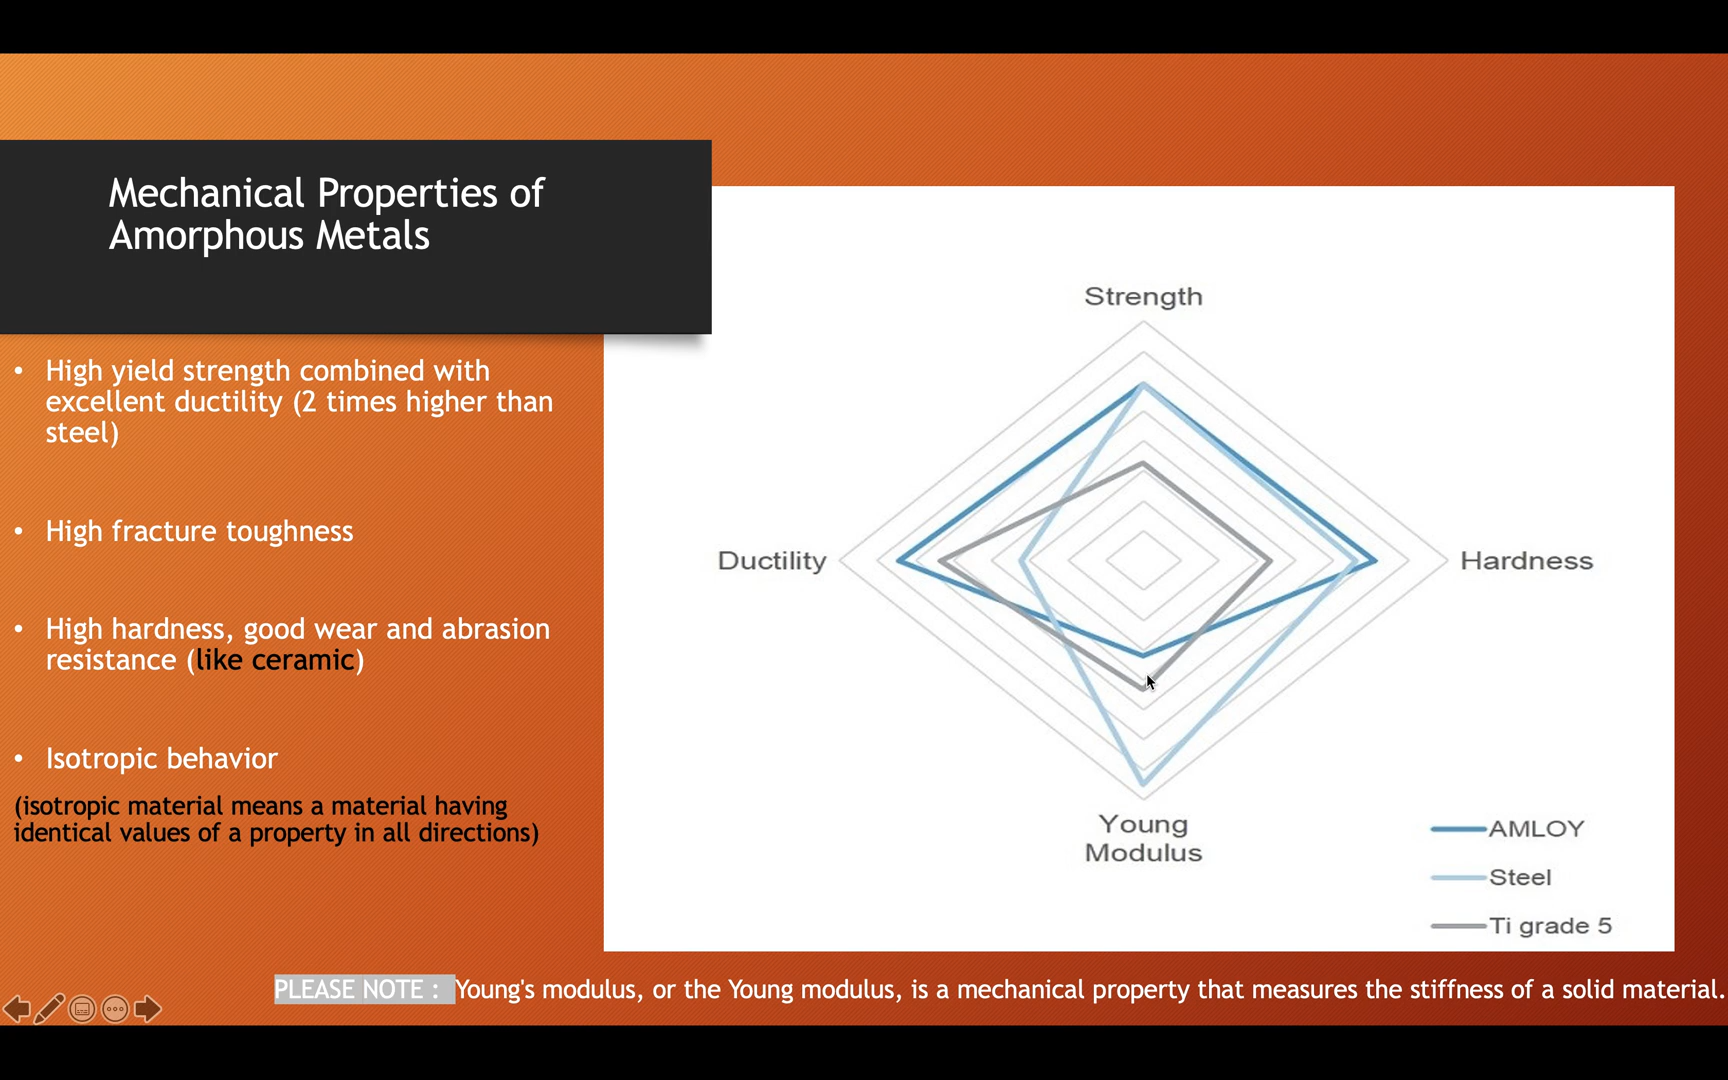 Mechanical Properties of
Amorphous Metals
• High yield strength combined with
excellent ductility (2 times higher than
steel)
• High fracture toughness
• High hardness, good wear and abrasion
resistance (like ceramic)
• Isotropic behavior
(isotropic material means a material having
identical values of a property in all directions)
Strength
Ductility
Hardness
Young
Modulus
AMLOY
Steel
Ti grade 5
PLEASE NOTE : Young's modulus, or the Young modulus, is a mechanical property that measures the stiffness of a solid material.